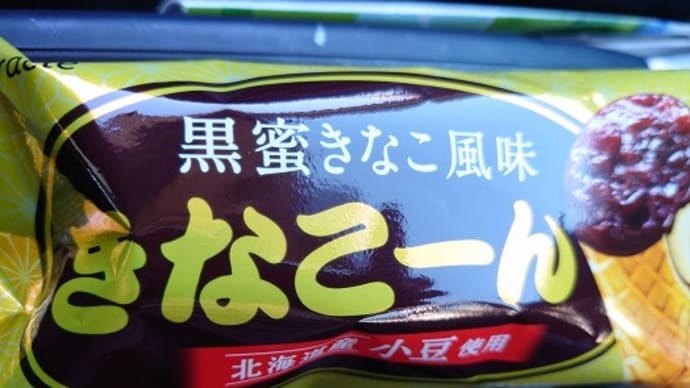 黒蜜きなこ風味
きなこーん
北海道産 小豆使用